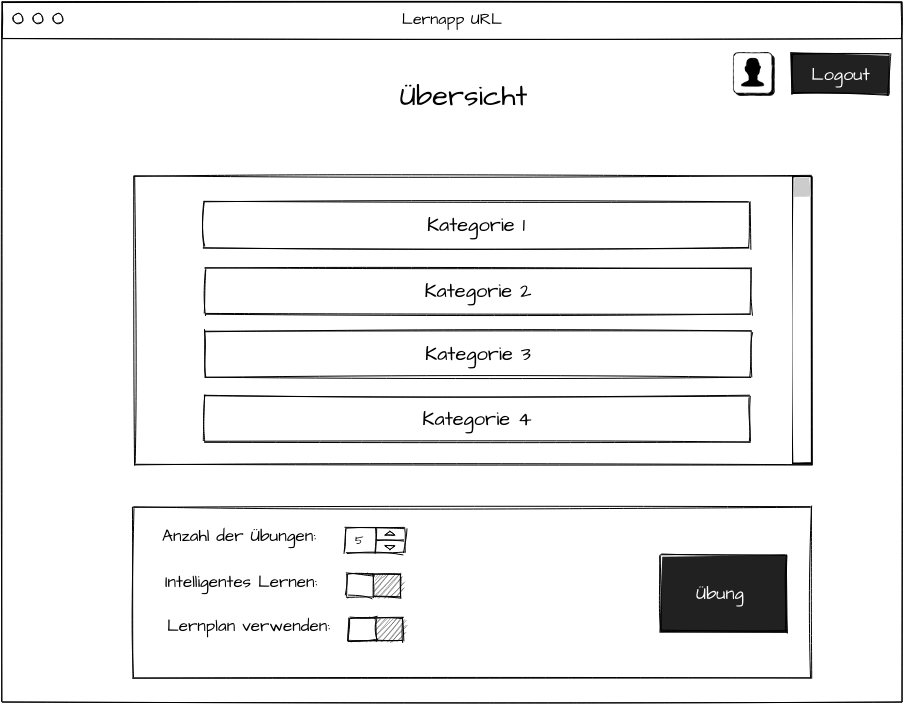 Lernapp URL
Logout
Übersicht
Kategorie 1
Kategorie 2
Kategorie 3
Kategorie 4
Anzahl der Übungen: 5
Intelligentes Lernen:
Lernplan verwenden:
Übung